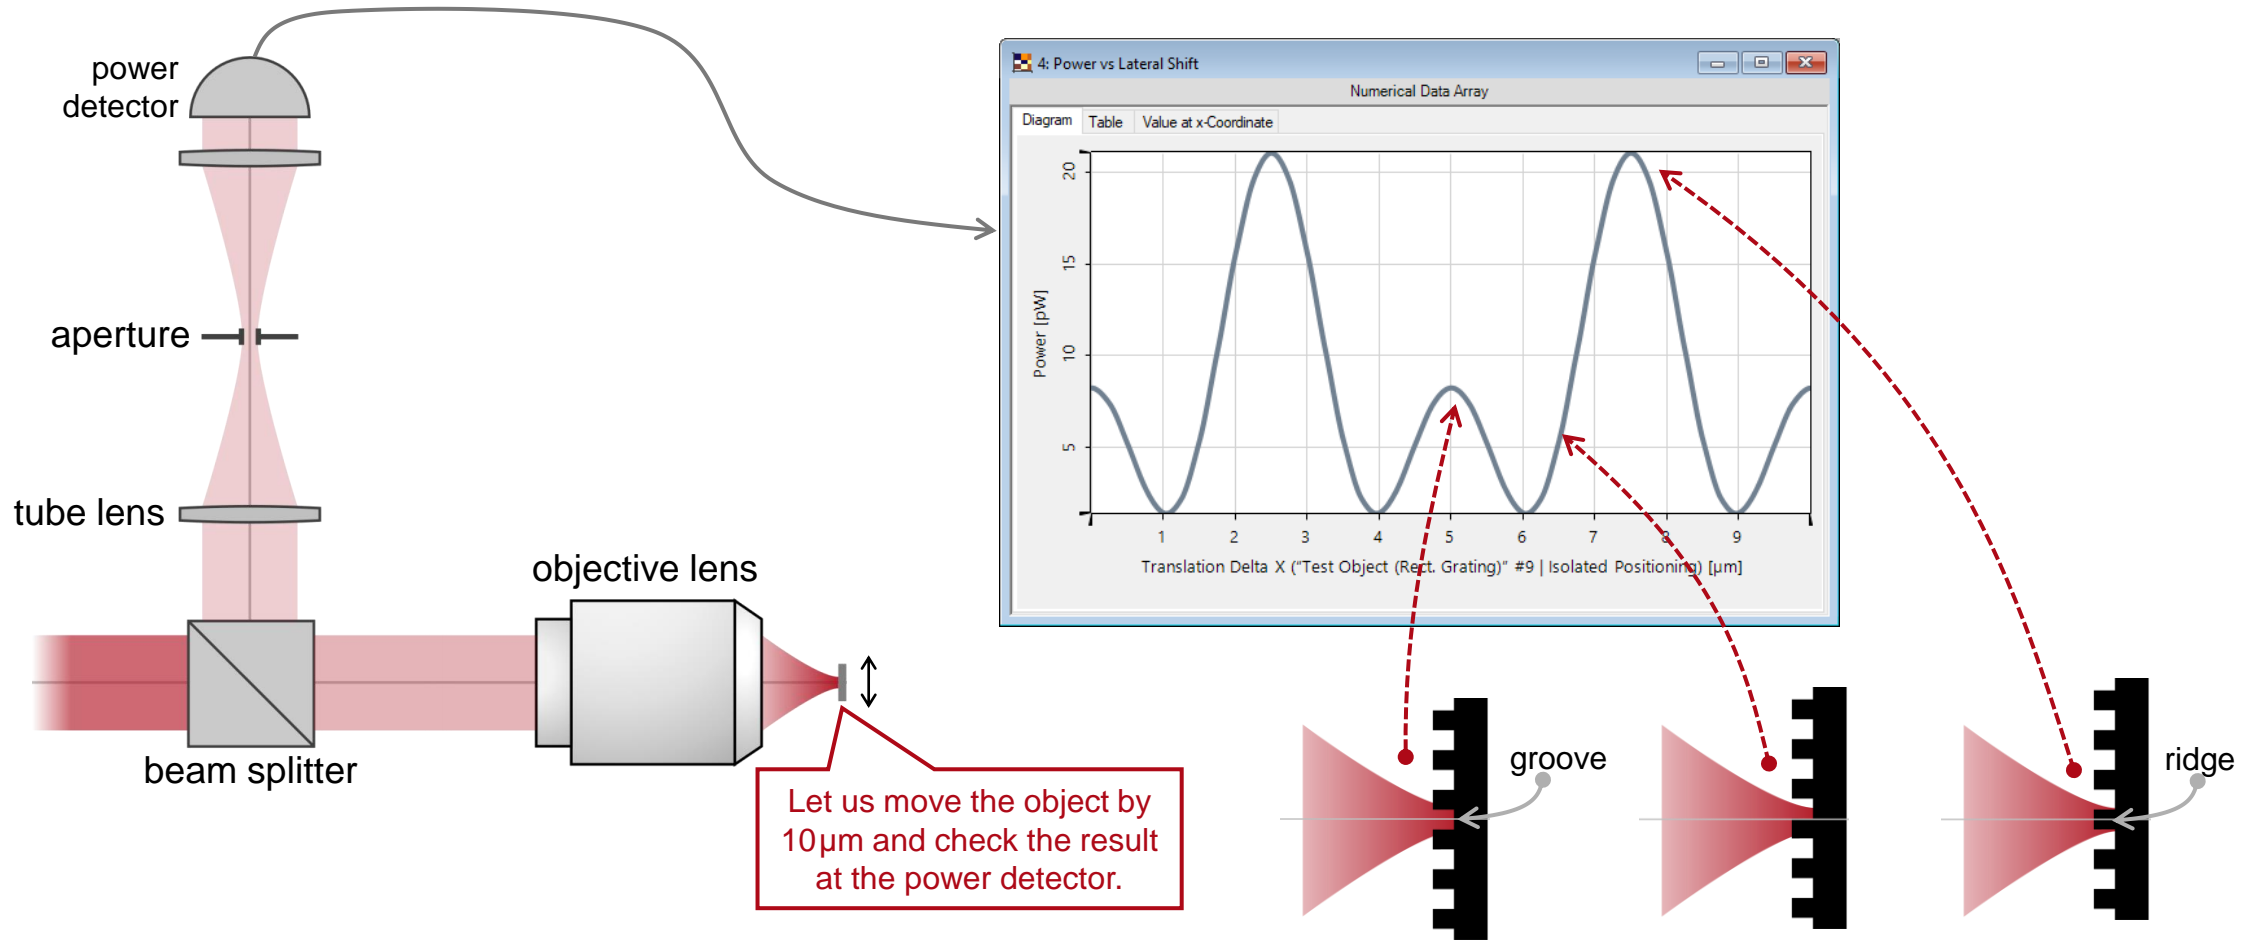 power
detector
aperture
tube lens
beam splitter
objective lens
Let us move the object by
10µm and check the result
at the power detector.
4: Power vs Lateral Shift
Numerical Data Array
Diagram Table Value at x-Coordinate
Power [pW]
20
15
10
5
1 2 3 4 5 6 7 8 9
Translation Delta X ("Test Object (Rect. Grating)" #9 | Isolated Positioning) [µm]
groove
ridge